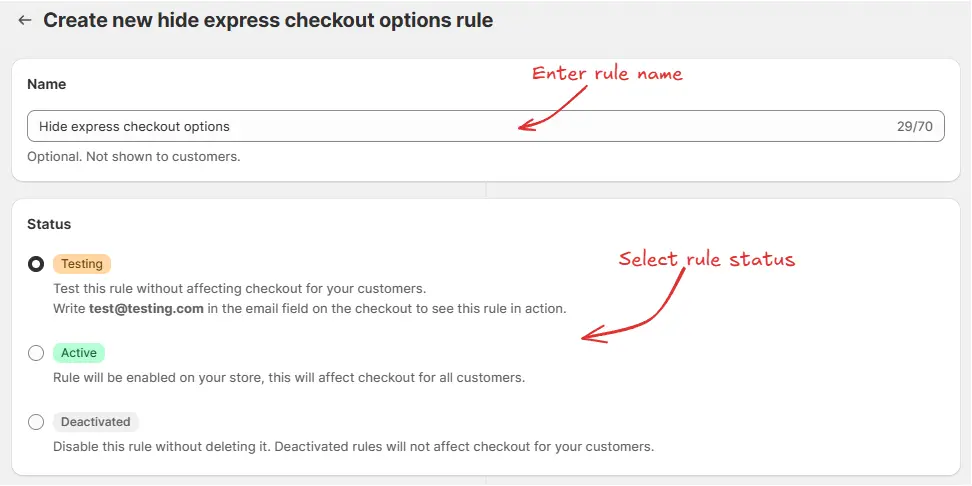 ← Create new hide express checkout options rule
Enter rule name
Name
Hide express checkout options 29/70
Optional. Not shown to customers.
Status
Select rule status
Testing
Test this rule without affecting checkout for your customers.
Write test@testing.com in the email field on the checkout to see this rule in action.
Active
Rule will be enabled on your store, this will affect checkout for all customers.
Deactivated
Disable this rule without deleting it. Deactivated rules will not affect checkout for your customers.